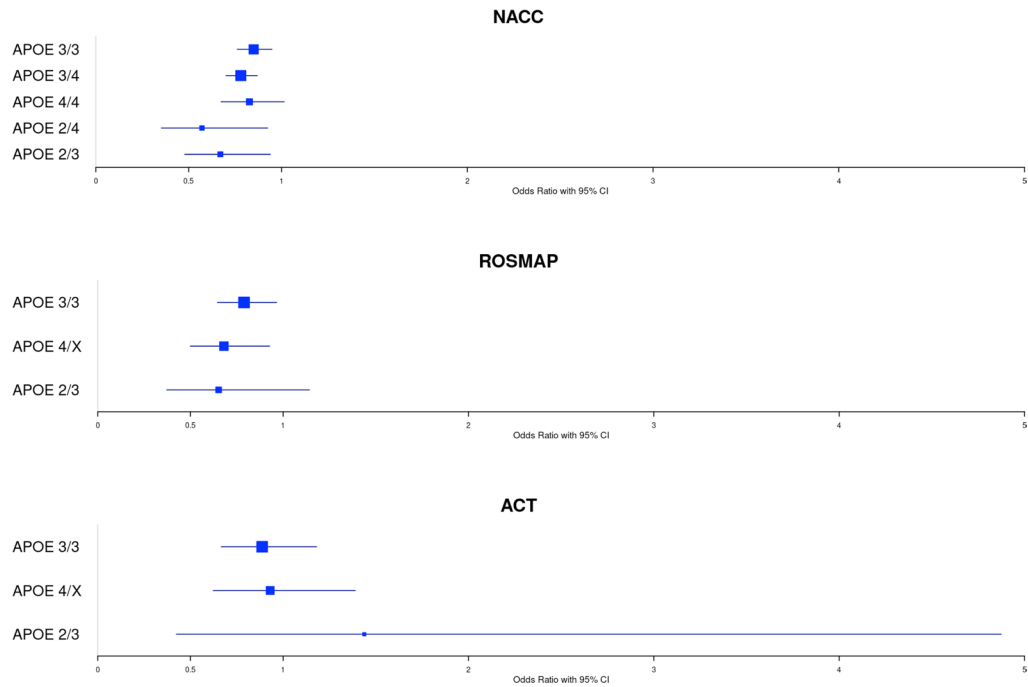 NACC
APOE 3/3
APOE 3/4
APOE 4/4
APOE 2/4
APOE 2/3
0 0.5 1 2 3 4 5
Odds Ratio with 95% CI
ROSMAP
APOE 3/3
APOE 4/X
APOE 2/3
0 0.5 1 2 3 4 5
Odds Ratio with 95% CI
ACT
APOE 3/3
APOE 4/X
APOE 2/3
0 0.5 1 2 3 4 5
Odds Ratio with 95% CI